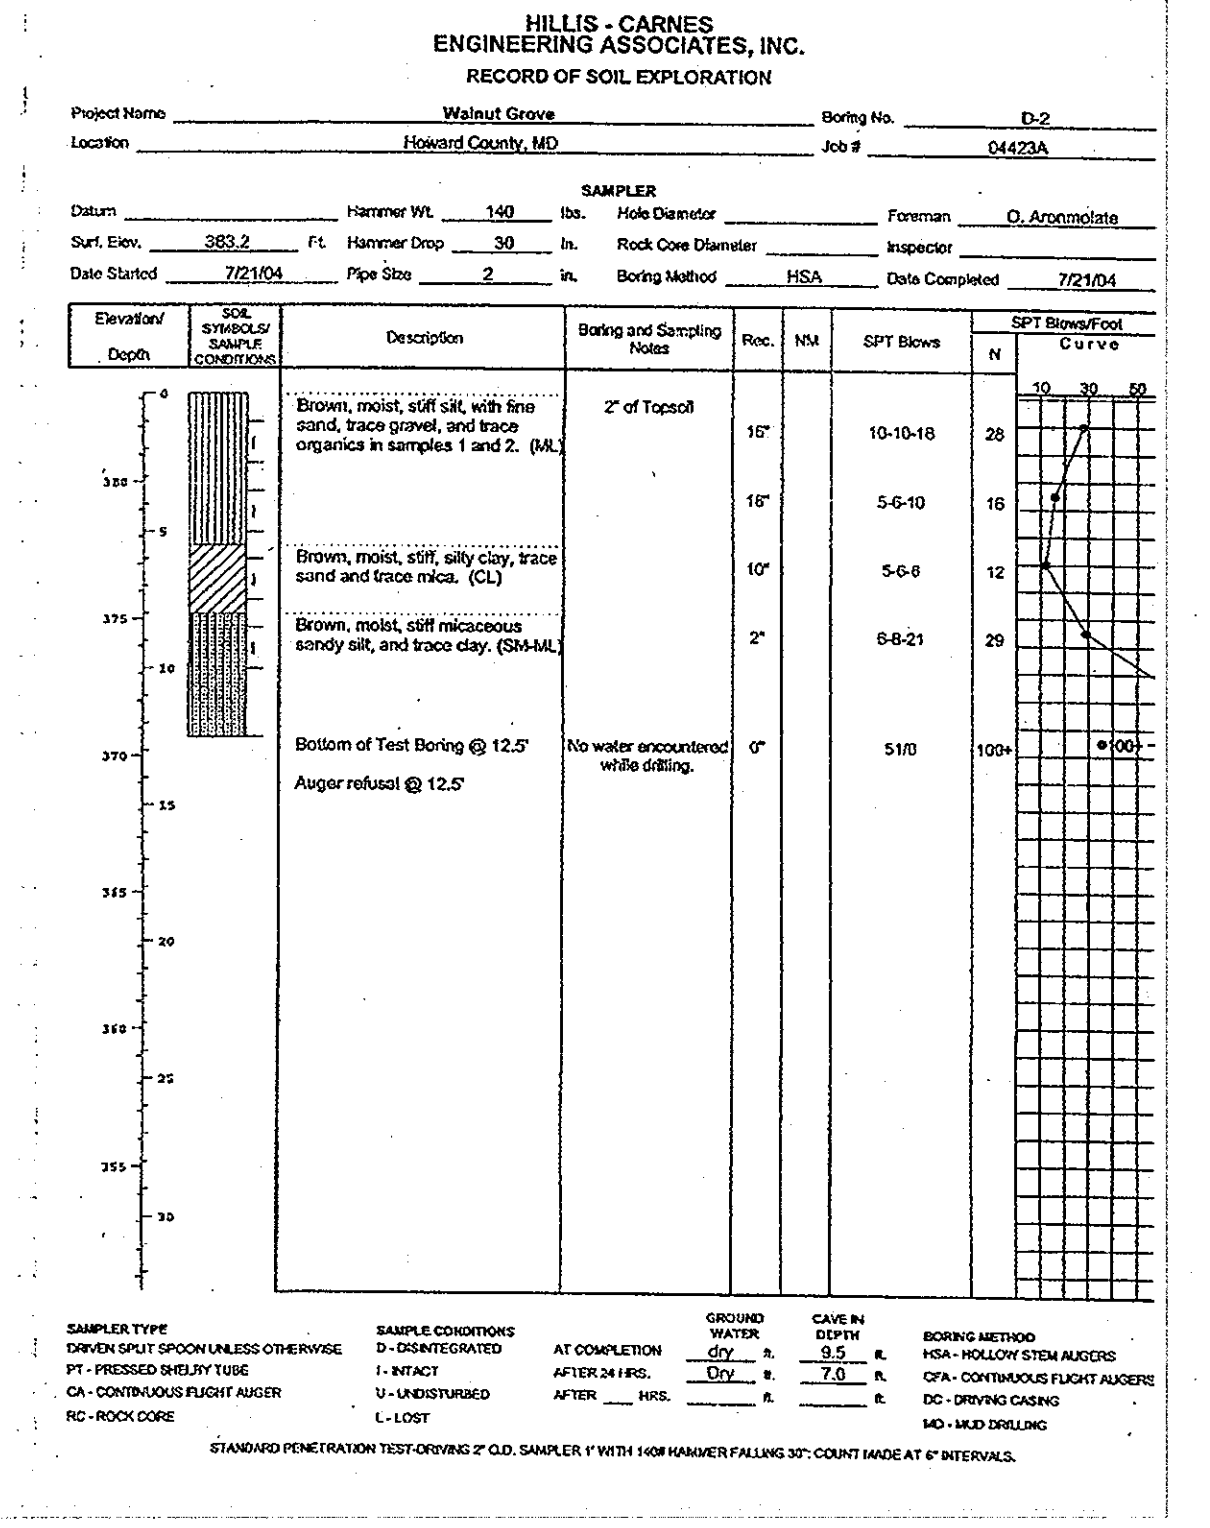 HILLIS - CARNES
ENGINEERING ASSOCIATES, INC.
RECORD OF SOIL EXPLORATION
Project Name Walnut Grove Boring No. D-2
Location Howard County, MD Job # 04423A
SAMPLER
Datum Hammer Wt. 140 lbs. Hole Diameter Foreman O. Aronmolate
Surf. Elev. 383.2 Ft. Hammer Drop 30 in. Rock Core Diameter Inspector
Date Started 7/21/04 Pipe Size 2 in. Boring Method HSA Date Completed 7/21/04
Elevation/ Depth
SOIL SYMBOLS/ SAMPLE CONDITIONS
Description
Boring and Sampling Notes
Rec. NM SPT Blows
SPT Blows/Foot
N Curve
10 30 50
0
Brown, moist, stiff silt, with fine 2" of Topsoil
sand, trace gravel, and trace 16" 10-10-18 28
organics in samples 1 and 2. (ML)
380
16" 5-6-10 16
5
Brown, moist, stiff, silty clay, trace
sand and trace mica. (CL) 10" 5-6-6 12
375
Brown, moist, stiff micaceous
sandy silt, and trace clay. (SM-ML) 2" 6-8-21 29
10
370 Bottom of Test Boring @ 12.5' No water encountered 0" 51/0 100+ 100+
while drilling.
Auger refusal @ 12.5'
15
365
20
360
25
355
30
GROUND WATER CAVE IN DEPTH
SAMPLER TYPE SAMPLE CONDITIONS BORING METHOD
DRIVEN SPLIT SPOON UNLESS OTHERWISE D - DISINTEGRATED AT COMPLETION dry ft. 9.5 ft. HSA - HOLLOW STEM AUGERS
PT - PRESSED SHELBY TUBE I - INTACT AFTER 24 HRS. Dry ft. 7.0 ft. CFA - CONTINUOUS FLIGHT AUGERS
CA - CONTINUOUS FLIGHT AUGER U - UNDISTURBED AFTER HRS. ft. ft. DC - DRIVING CASING
RC - ROCK CORE L - LOST MD - MUD DRILLING
STANDARD PENETRATION TEST-DRIVING 2" O.D. SAMPLER 1' WITH 140# HAMMER FALLING 30"; COUNT MADE AT 6" INTERVALS.